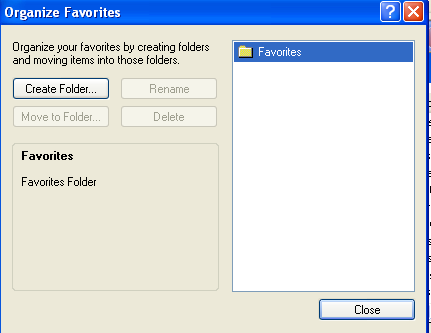 Organize Favorites
Organize your favorites by creating folders
and moving items into those folders.
Create Folder...
Rename
Move to Folder...
Delete
Favorites
Favorites Folder
Favorites
Close